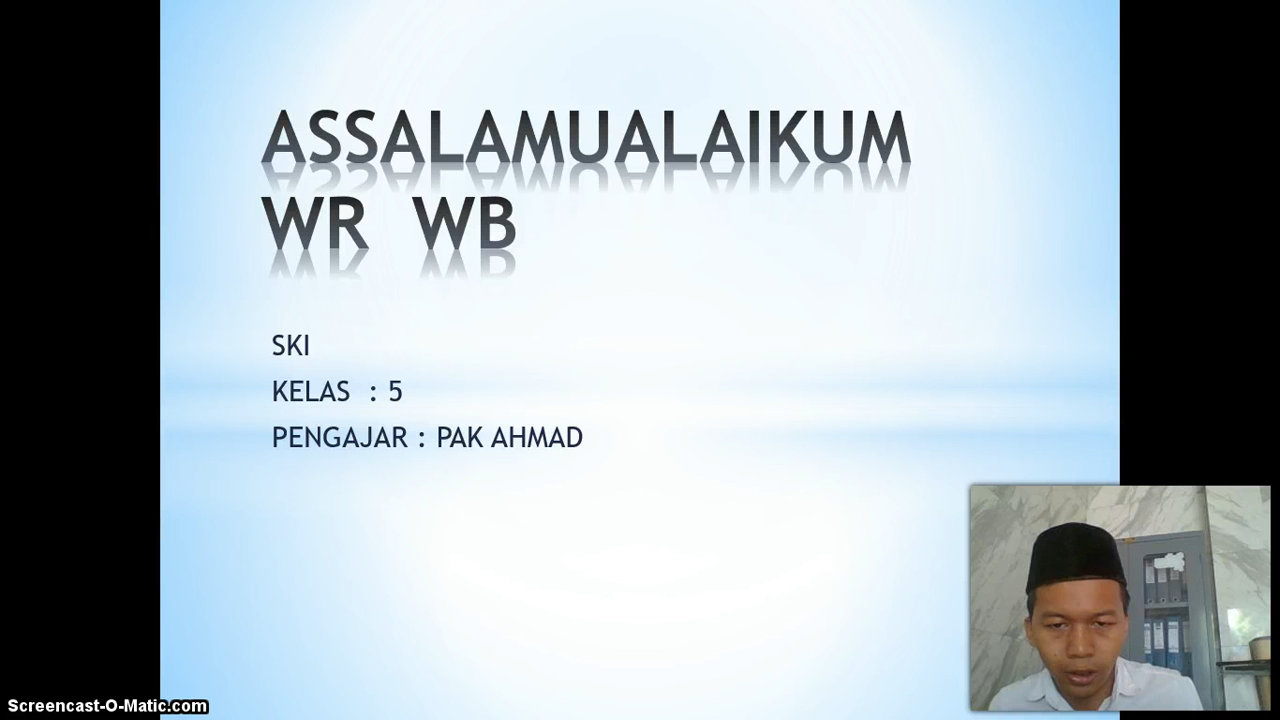 ASSALAMUALAIKUM
WR WB
SKI
KELAS : 5
PENGAJAR : PAK AHMAD
Screencast-O-Matic.com